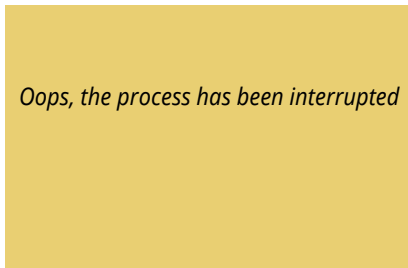 Oops, the process has been interrupted